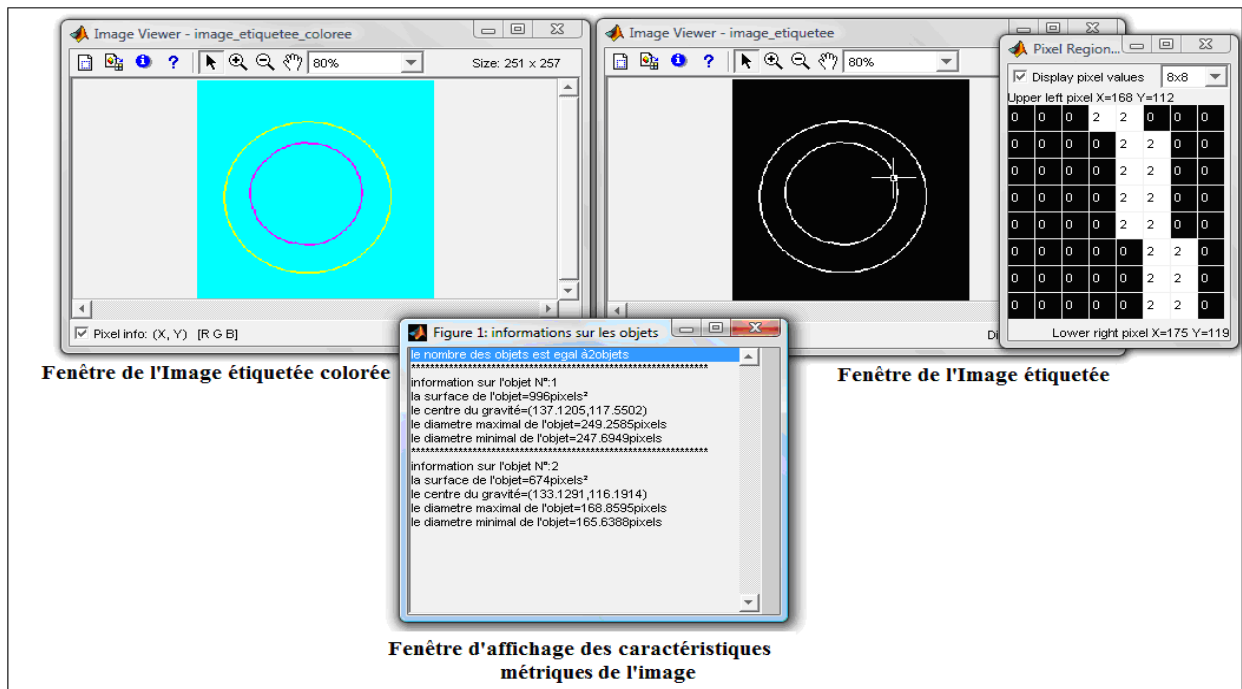 Image Viewer - image_etiquetee_coloree
80%
Size: 251 x 257
Pixel info: (X, Y) [R G B]
Fenêtre de l'Image étiquetée colorée
Image Viewer - image_etiquetee
80%
Di
Fenêtre de l'Image étiquetée
Pixel Region...
Display pixel values 8x8
Upper left pixel X=168 Y=112
0 0 0 2 2 0 0 0
0 0 0 0 2 2 0 0
0 0 0 0 2 2 0 0
0 0 0 0 2 2 0 0
0 0 0 0 2 2 0 0
0 0 0 0 0 2 2 0
0 0 0 0 0 2 2 0
0 0 0 0 0 2 2 0
Lower right pixel X=175 Y=119
Figure 1: informations sur les objets
le nombre des objets est egal à2objets
******************************************************************
information sur l'objet N°:1
la surface de l'objet=996pixels²
le centre du gravité=(137.1205,117.5502)
le diametre maximal de l'objet=249.2585pixels
le diametre minimal de l'objet=247.6949pixels
******************************************************************
information sur l'objet N°:2
la surface de l'objet=674pixels²
le centre du gravité=(133.1291,116.1914)
le diametre maximal de l'objet=168.8595pixels
le diametre minimal de l'objet=165.6388pixels
Fenêtre d'affichage des caractéristiques
métriques de l'image